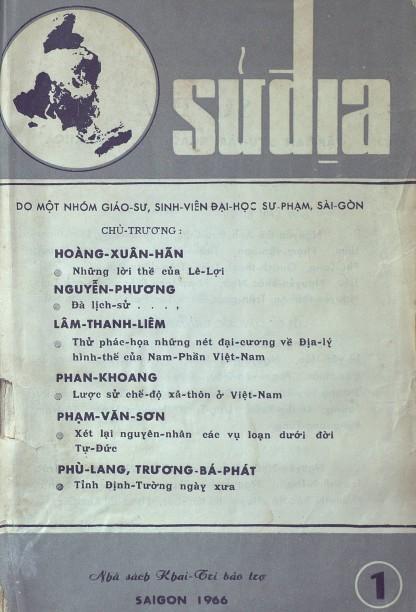 sửđịa
DO MỘT NHÓM GIÁO-SƯ, SINH-VIÊN ĐẠI-HỌC SƯ-PHẠM, SÀI-GÒN
CHỦ-TRƯƠNG :
HOÀNG-XUÂN-HÃN
Những lời thề của Lê-Lợi
NGUYỄN-PHƯƠNG
Đà lịch-sử . . . .
LÂM-THANH-LIÊM
Thử phác-họa những nét đại-cương về Địa-lý
hình-thể của Nam-Phần Việt-Nam
PHAN-KHOANG
Lược sử chế-độ xã-thôn ở Việt-Nam
PHẠM-VĂN-SƠN
Xét lại nguyên-nhân các vụ loạn dưới đời
Tự-Đức
PHÙ-LANG, TRƯƠNG-BÁ-PHÁT
Tỉnh Định-Tường ngày xưa
Nhà sách Khai-Trí bảo trợ
SAIGON 1966
1